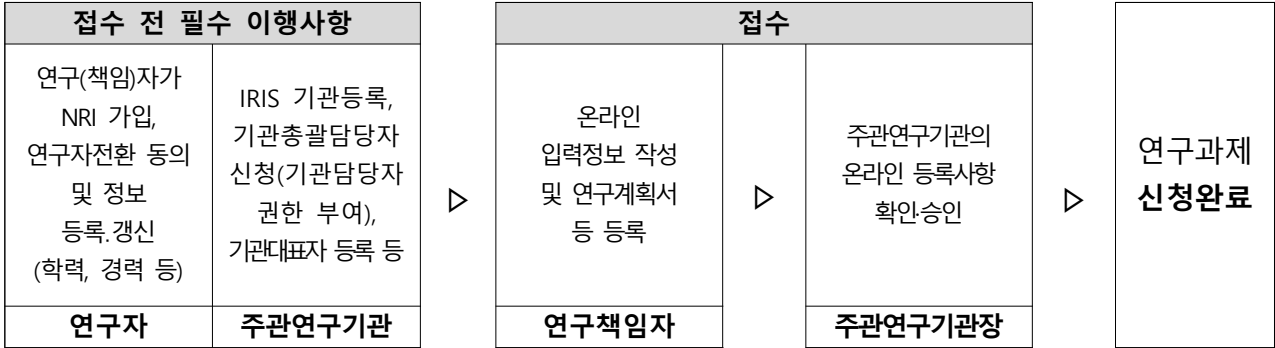 접수 전 필수 이행사항
연구(책임)자가
NRI 가입,
연구자전환 동의
및 정보
등록.갱신
(학력, 경력 등)
연구자
IRIS 기관등록,
기관총괄담당자
신청(기관담당자
권한 부여),
기관대표자 등록 등
주관연구기관
▷
접수
온라인
입력정보 작성
및 연구계획서
등 등록
연구책임자
▷
주관연구기관의
온라인 등록사항
확인·승인
주관연구기관장
▷
연구과제
신청완료